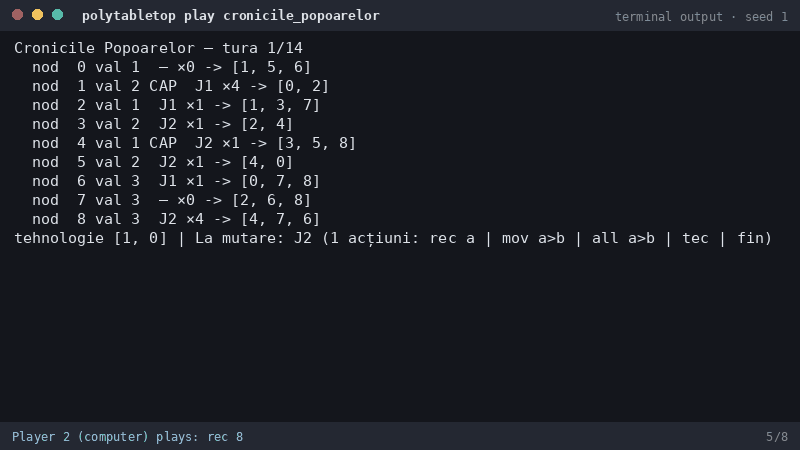 polytabletop play cronicile_popoarelor
terminal output · seed 1
Cronicile Popoarelor — tura 1/14
nod 0 val 1 — ×0 -> [1, 5, 6]
nod 1 val 2 CAP J1 ×4 -> [0, 2]
nod 2 val 1 J1 ×1 -> [1, 3, 7]
nod 3 val 2 J2 ×1 -> [2, 4]
nod 4 val 1 CAP J2 ×1 -> [3, 5, 8]
nod 5 val 2 J2 ×1 -> [4, 0]
nod 6 val 3 J1 ×1 -> [0, 7, 8]
nod 7 val 3 — ×0 -> [2, 6, 8]
nod 8 val 3 J2 ×4 -> [4, 7, 6]
tehnologie [1, 0] | La mutare: J2 (1 acțiuni: rec a | mov a>b | all a>b | tec | fin)
Player 2 (computer) plays: rec 8
5/8